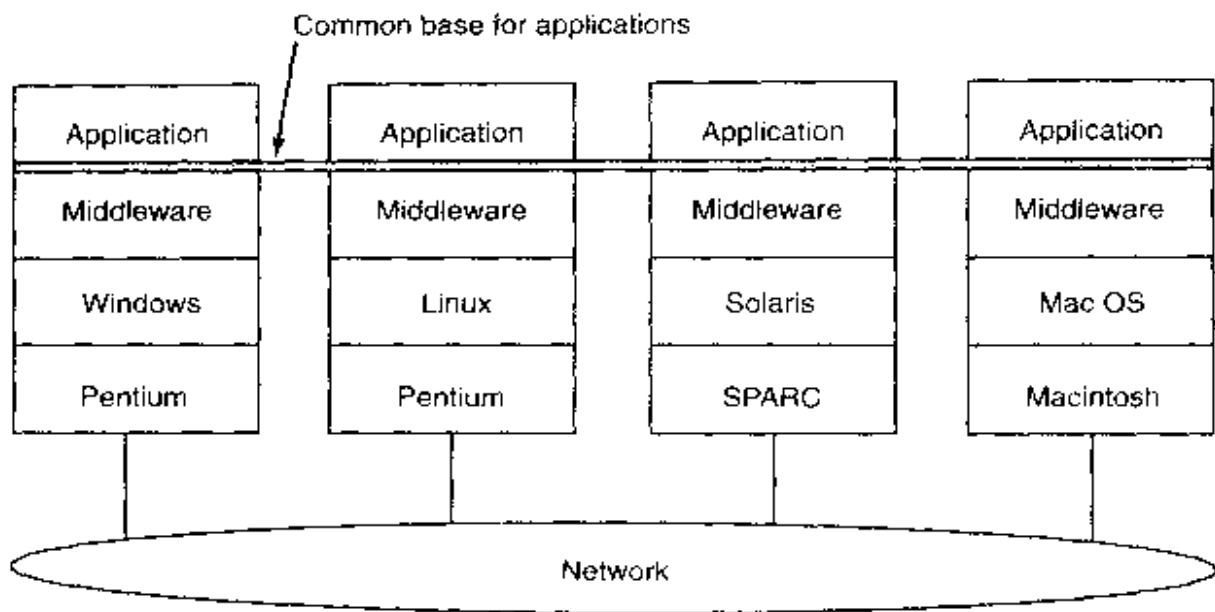 Common base for applications
Application Application Application Application
Middleware Middleware Middleware Middleware
Windows Linux Solaris Mac OS
Pentium Pentium SPARC Macintosh
Network